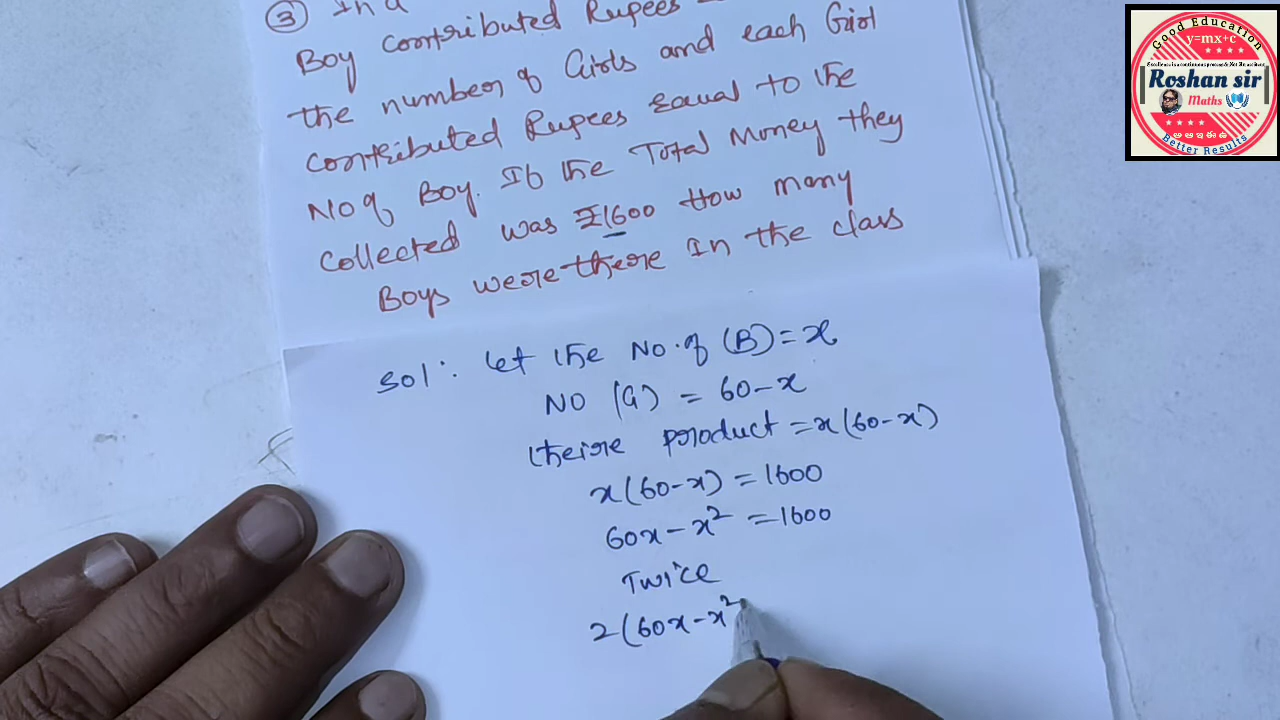 ③ In a
Boy contributed Rupees
the number of Girls and each Girl
contributed Rupees Equal to the
No of Boy. If the Total Money they
collected was ₹1600 How many
Boys were there In the class
Sol: let the No. of (B) = x
NO (G) = 60-x
theire product = x(60-x)
x(60-x) = 1600
60x - x² = 1600
Twice
2(60x-x²
Good Education
y=mx+c
Roshan sir
Maths
Better Results